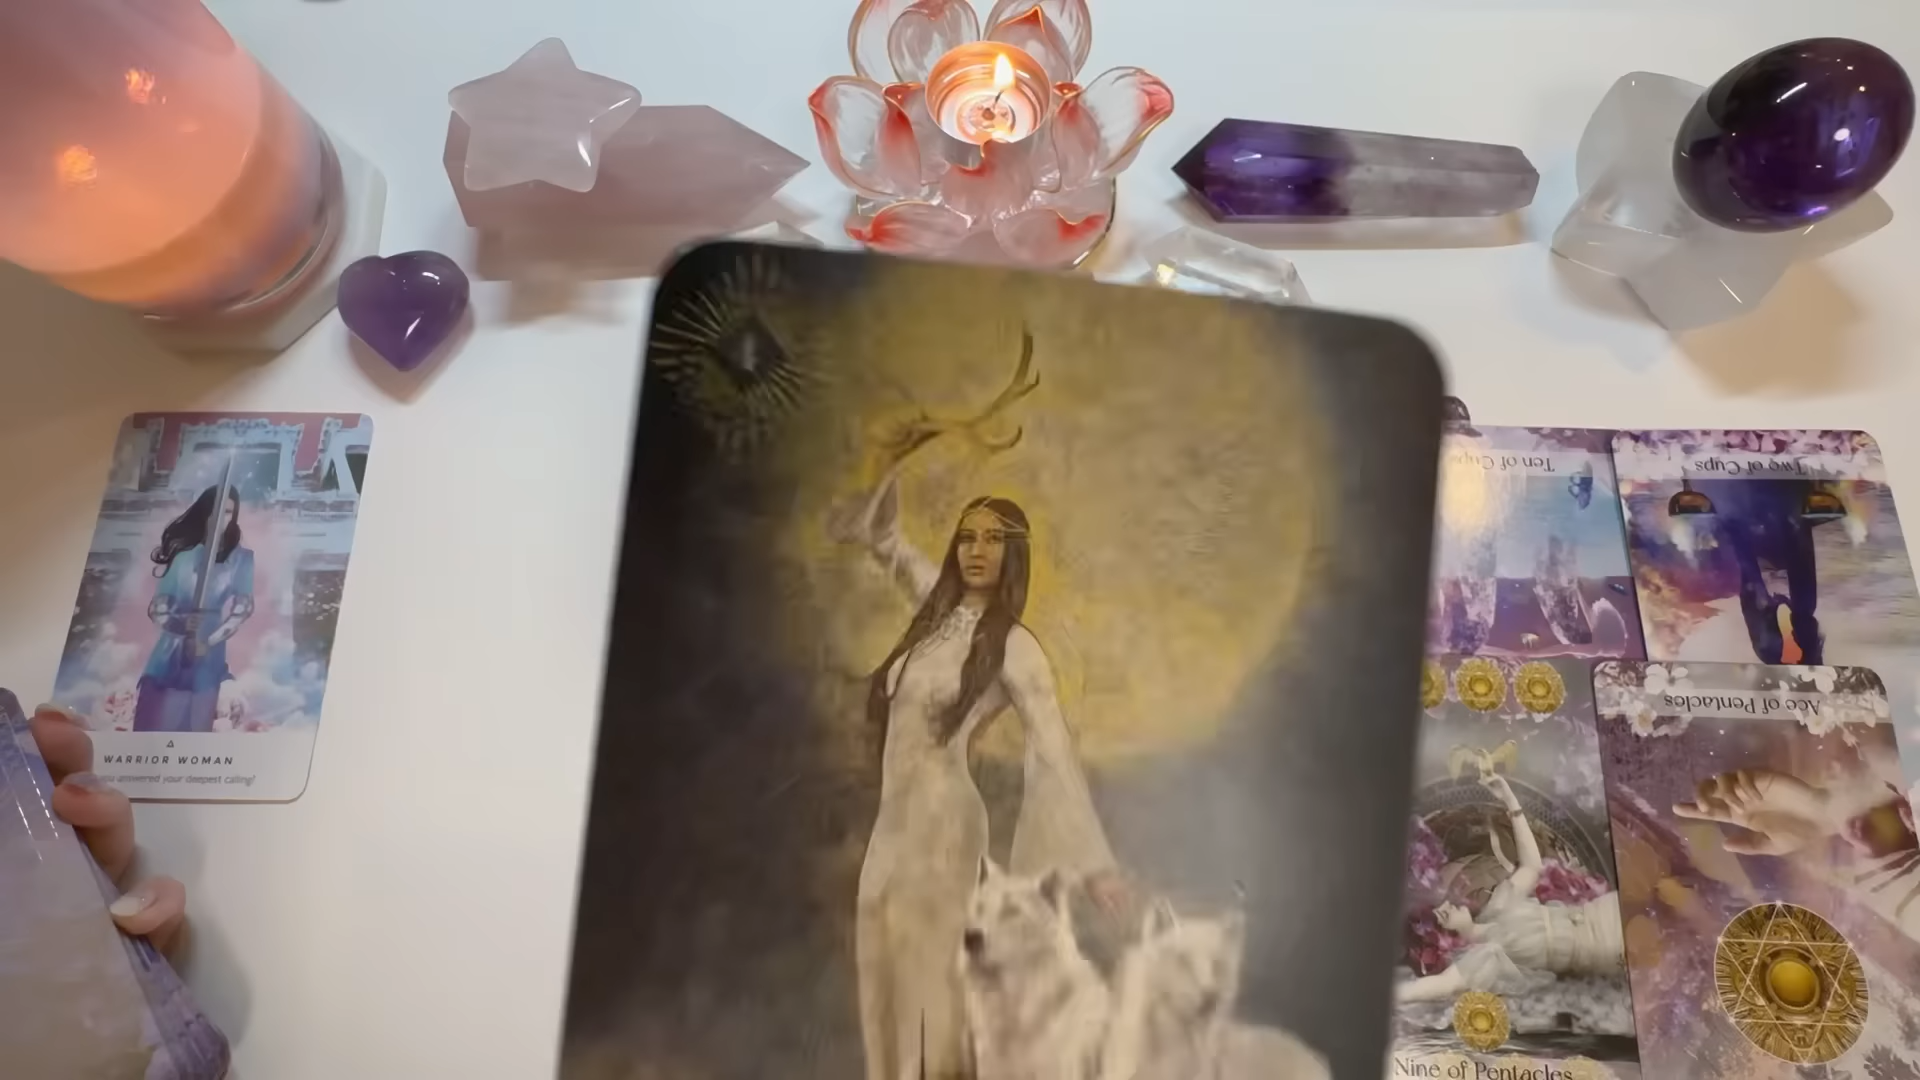 WARRIOR WOMAN
you answered your deepest calling?
Ten of Cups
Two of Cups
Ace of Pentacles
Nine of Pentacles